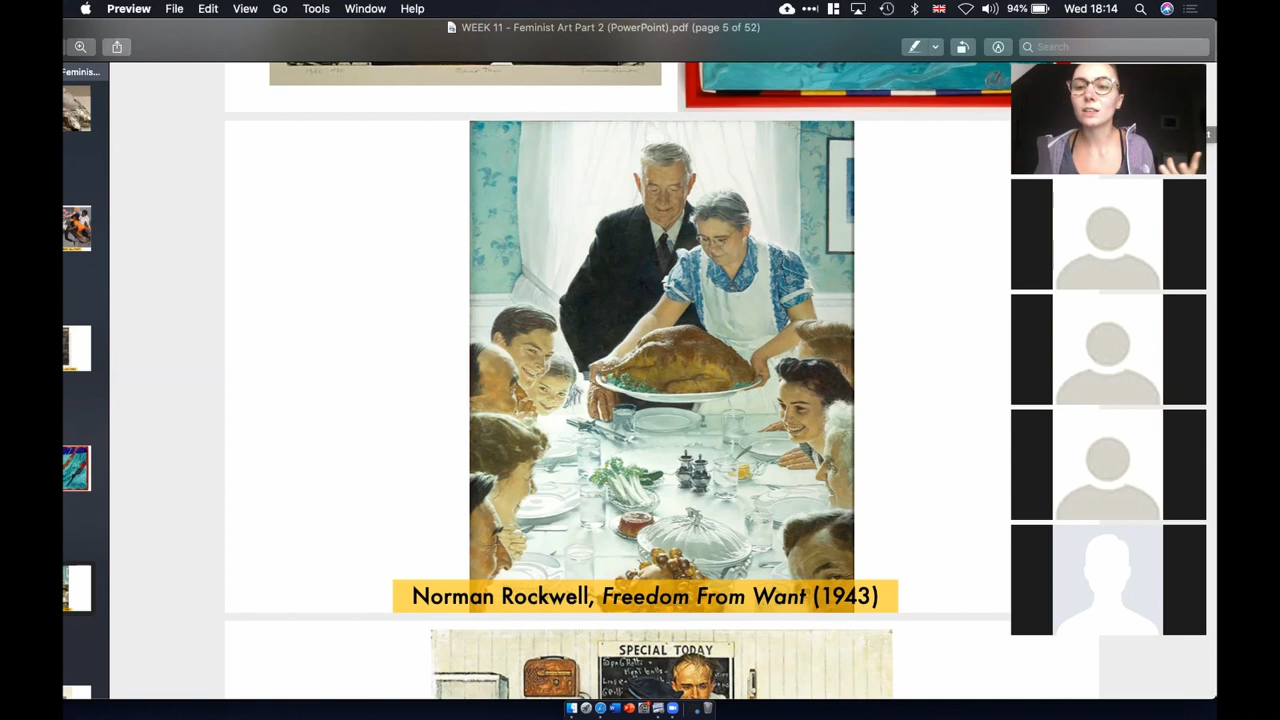 Preview File Edit View Go Tools Window Help
94% Wed 18:14
WEEK 11 - Feminist Art Part 2 (PowerPoint).pdf (page 5 of 52)
Search
Feminis...
Norman Rockwell, Freedom From Want (1943)
SPECIAL TODAY